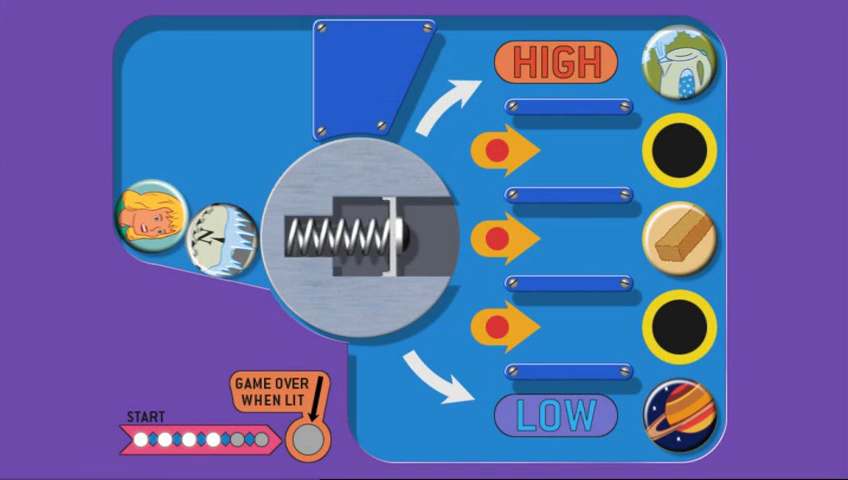 HIGH
N
LOW
GAME OVER
WHEN LIT
START